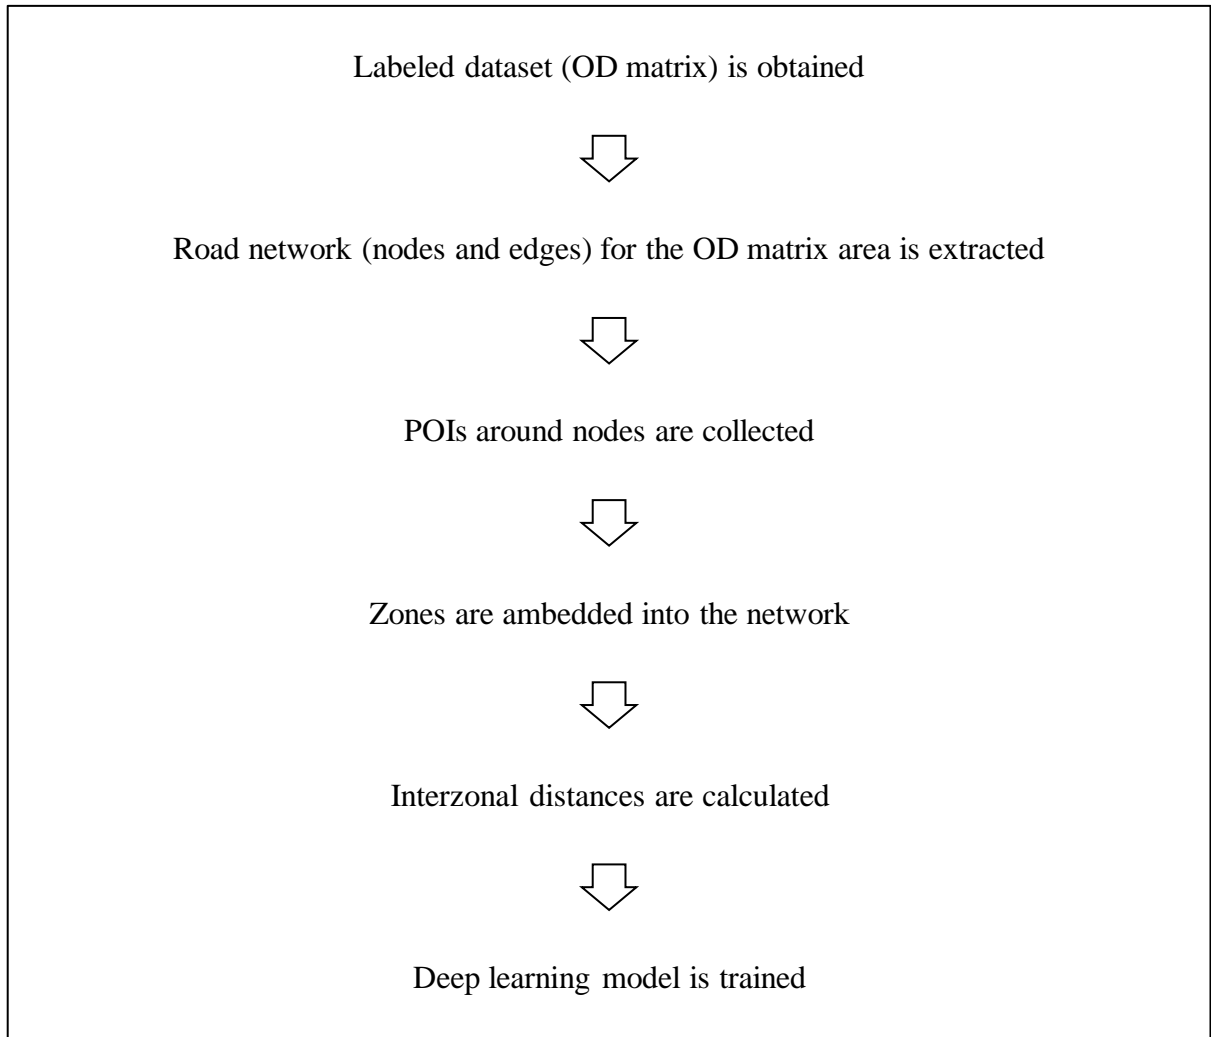 Labeled dataset (OD matrix) is obtained
Road network (nodes and edges) for the OD matrix area is extracted
POIs around nodes are collected
Zones are ambedded into the network
Interzonal distances are calculated
Deep learning model is trained